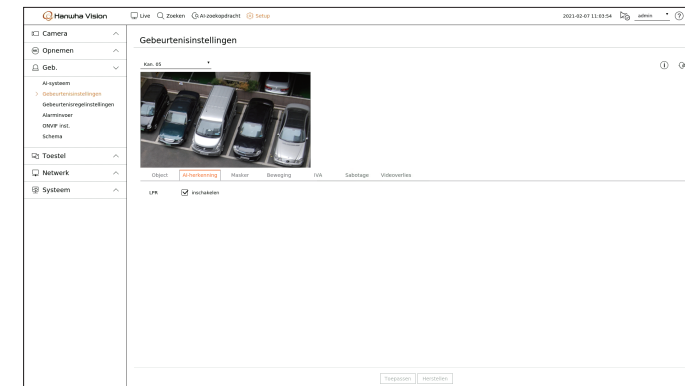 Hanwha Vision
Live Zoeken AI-zoekopdracht Setup 2021-02-07 11:03:54 admin
Camera
Opnemen
Geb.
AI-systeem
Gebeurtenisinstellingen
Gebeurtenisregelinstellingen
Alarminvoer
ONVIF inst.
Schema
Toestel
Netwerk
Systeem
Gebeurtenisinstellingen
Kan. 05
Object AI-herkenning Masker Beweging IVA Sabotage Videoverlies
LPR inschakelen
Toepassen Herstellen